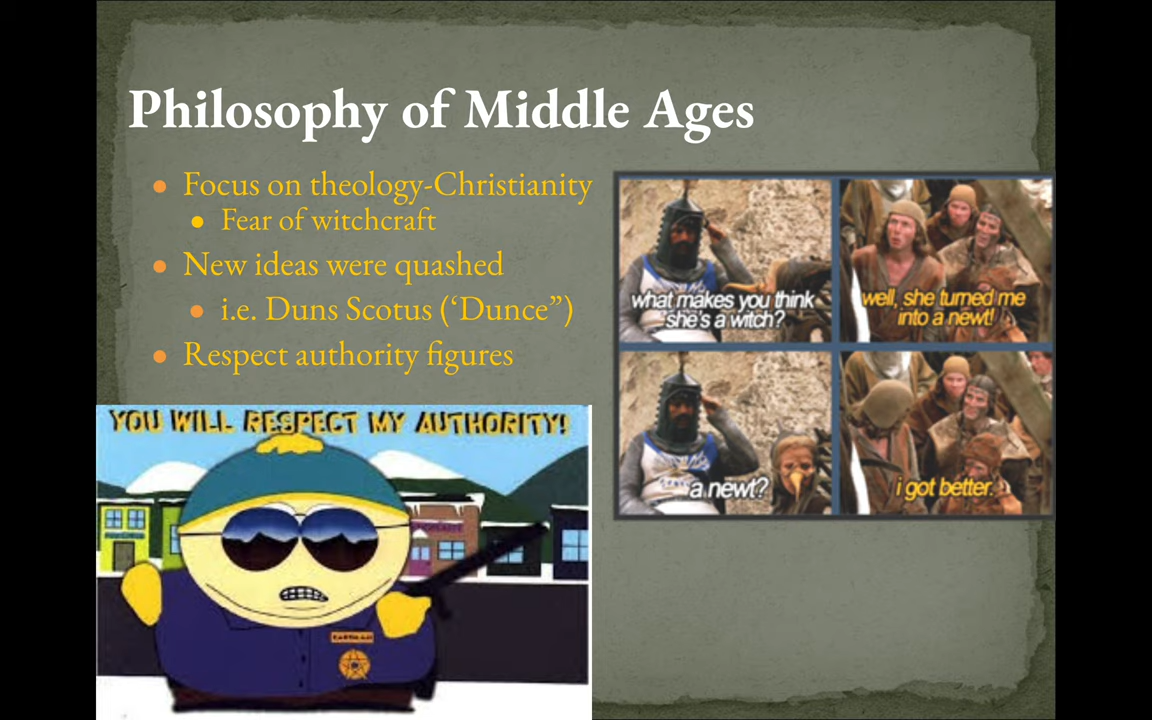 Philosophy of Middle Ages
Focus on theology-Christianity
Fear of witchcraft
New ideas were quashed
i.e. Duns Scotus (‘Dunce”)
Respect authority figures
what makes you think
she's a witch?
well, she turned me
into a newt!
a newt?
i got better.
YOU WILL RESPECT MY AUTHORITY!
CARTMAN